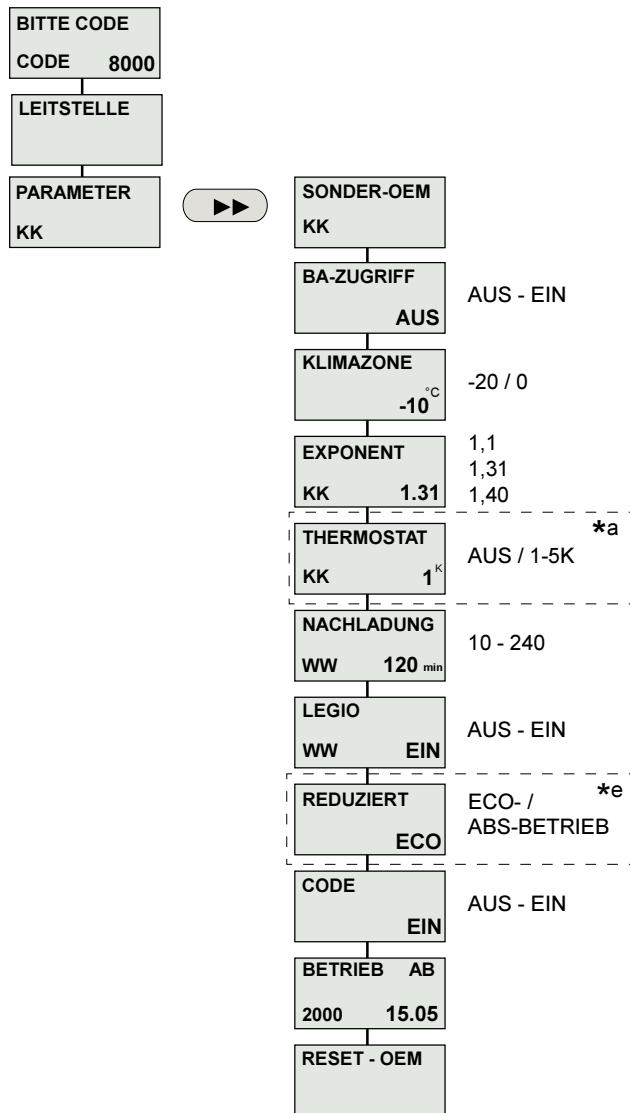 BITTE CODE
CODE 8000
LEITSTELLE
PARAMETER
KK
SONDER-OEM
KK
BA-ZUGRIFF
AUS
AUS - EIN
KLIMAZONE
°C
-10
-20 / 0
EXPONENT
KK 1.31
1,1
1,31
1,40
THERMOSTAT
KK 1 K
AUS / 1-5K
*a
NACHLADUNG
WW 120 min
10 - 240
LEGIO
WW EIN
AUS - EIN
REDUZIERT
ECO
ECO- /
ABS-BETRIEB
*e
CODE
EIN
AUS - EIN
BETRIEB AB
2000 15.05
RESET - OEM